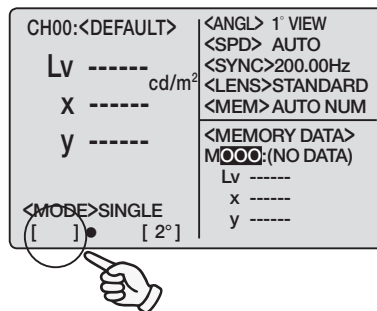 CH00:<DEFAULT>
Lv ------
cd/m²
x ------
y ------
<MODE>SINGLE
[ ]● [ 2°]
<ANGL> 1° VIEW
<SPD> AUTO
<SYNC>200.00Hz
<LENS>STANDARD
<MEM> AUTO NUM
<MEMORY DATA>
MOOO:(NO DATA)
Lv ------
x ------
y ------